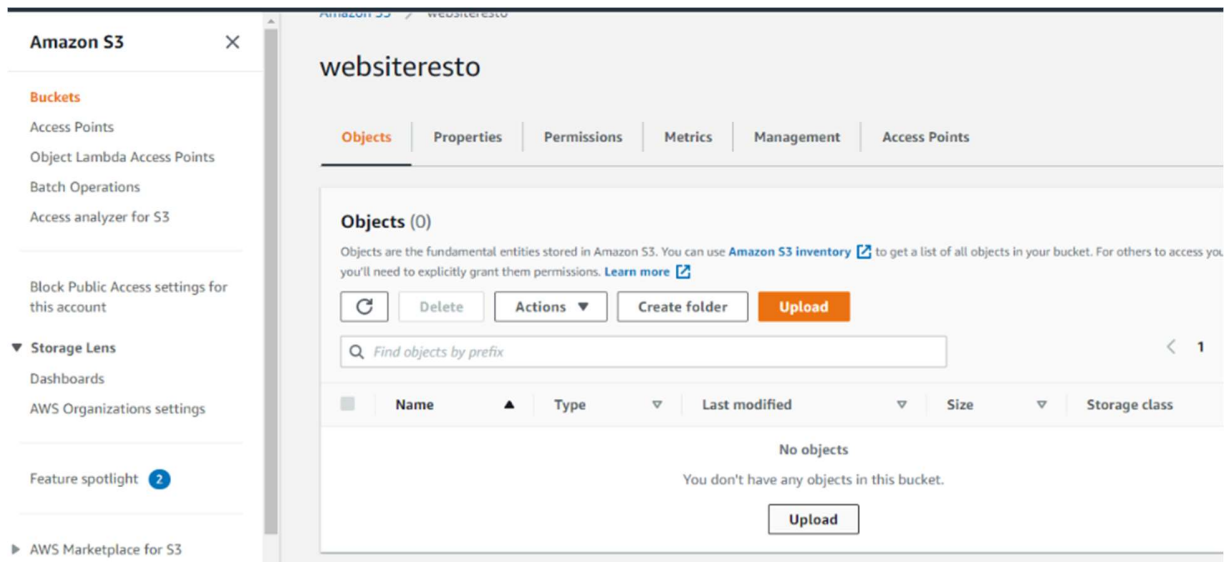 Amazon S3 > websiteresto
Amazon S3
Buckets
Access Points
Object Lambda Access Points
Batch Operations
Access analyzer for S3
Block Public Access settings for
this account
Storage Lens
Dashboards
AWS Organizations settings
Feature spotlight 2
AWS Marketplace for S3
websiteresto
Objects Properties Permissions Metrics Management Access Points
Objects (0)
Objects are the fundamental entities stored in Amazon S3. You can use Amazon S3 inventory to get a list of all objects in your bucket. For others to access you
you'll need to explicitly grant them permissions. Learn more
Delete Actions Create folder Upload
Find objects by prefix
< 1
Name Type Last modified Size Storage class
No objects
You don't have any objects in this bucket.
Upload